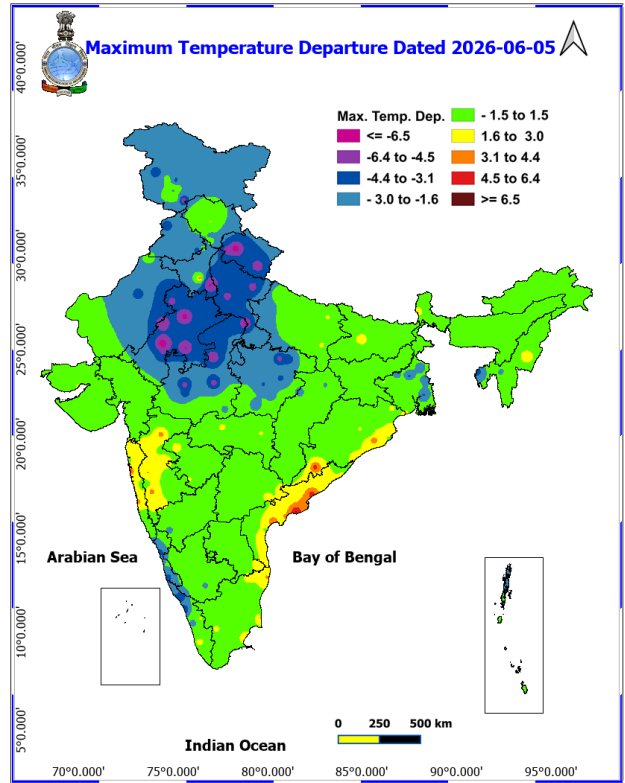 Maximum Temperature Departure Dated 2026-06-05
Max. Temp. Dep.
<= -6.5
-6.4 to -4.5
-4.4 to -3.1
- 3.0 to -1.6
- 1.5 to 1.5
1.6 to 3.0
3.1 to 4.4
4.5 to 6.4
>= 6.5
40°0.000'
35°0.000'
30°0.000'
25°0.000'
20°0.000'
15°0.000'
10°0.000'
5°0.000'
Arabian Sea
Bay of Bengal
Indian Ocean
0 250 500 km
70°0.000' 75°0.000' 80°0.000' 85°0.000' 90°0.000' 95°0.000'